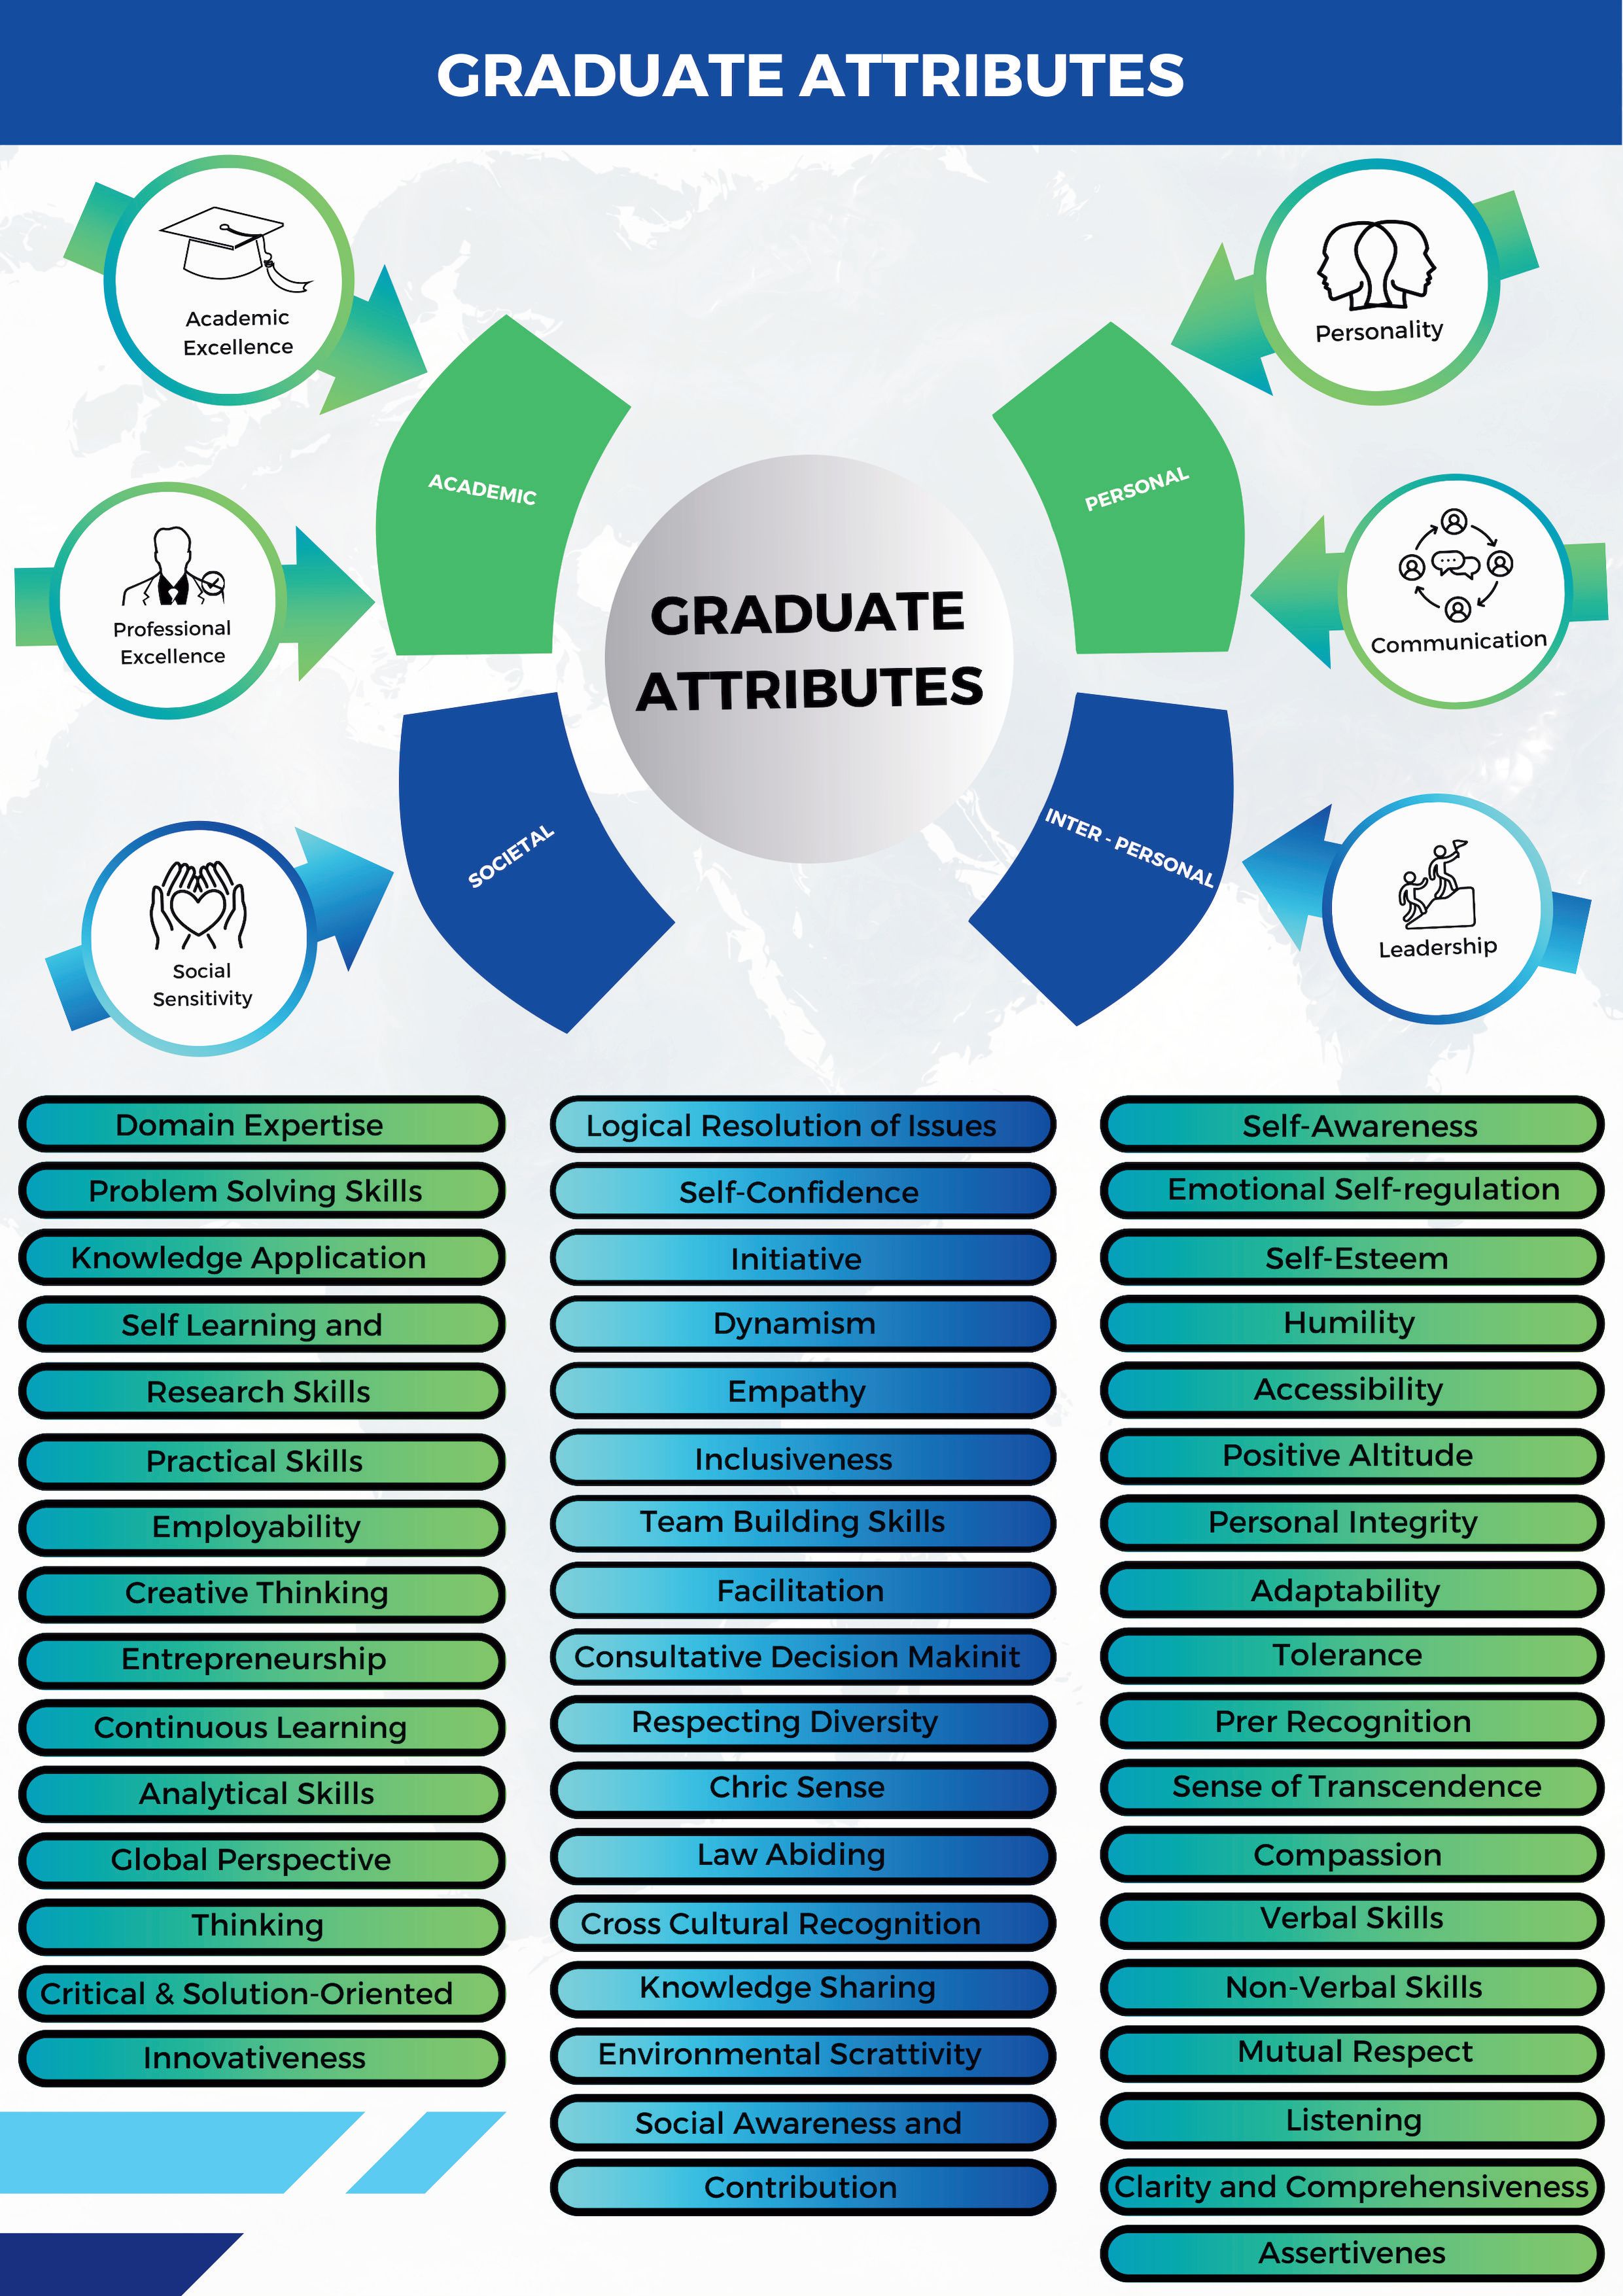 GRADUATE ATTRIBUTES
Academic
Excellence
Personality
ACADEMIC
PERSONAL
Professional
Excellence
Communication
GRADUATE
ATTRIBUTES
SOCIETAL
INTER - PERSONAL
Social
Sensitivity
Leadership
Domain Expertise
Problem Solving Skills
Knowledge Application
Self Learning and
Research Skills
Practical Skills
Employability
Creative Thinking
Entrepreneurship
Continuous Learning
Analytical Skills
Global Perspective
Thinking
Critical & Solution-Oriented
Innovativeness
Logical Resolution of Issues
Self-Confidence
Initiative
Dynamism
Empathy
Inclusiveness
Team Building Skills
Facilitation
Consultative Decision Makinit
Respecting Diversity
Chric Sense
Law Abiding
Cross Cultural Recognition
Knowledge Sharing
Environmental Scrattivity
Social Awareness and
Contribution
Self-Awareness
Emotional Self-regulation
Self-Esteem
Humility
Accessibility
Positive Altitude
Personal Integrity
Adaptability
Tolerance
Prer Recognition
Sense of Transcendence
Compassion
Verbal Skills
Non-Verbal Skills
Mutual Respect
Listening
Clarity and Comprehensiveness
Assertivenes